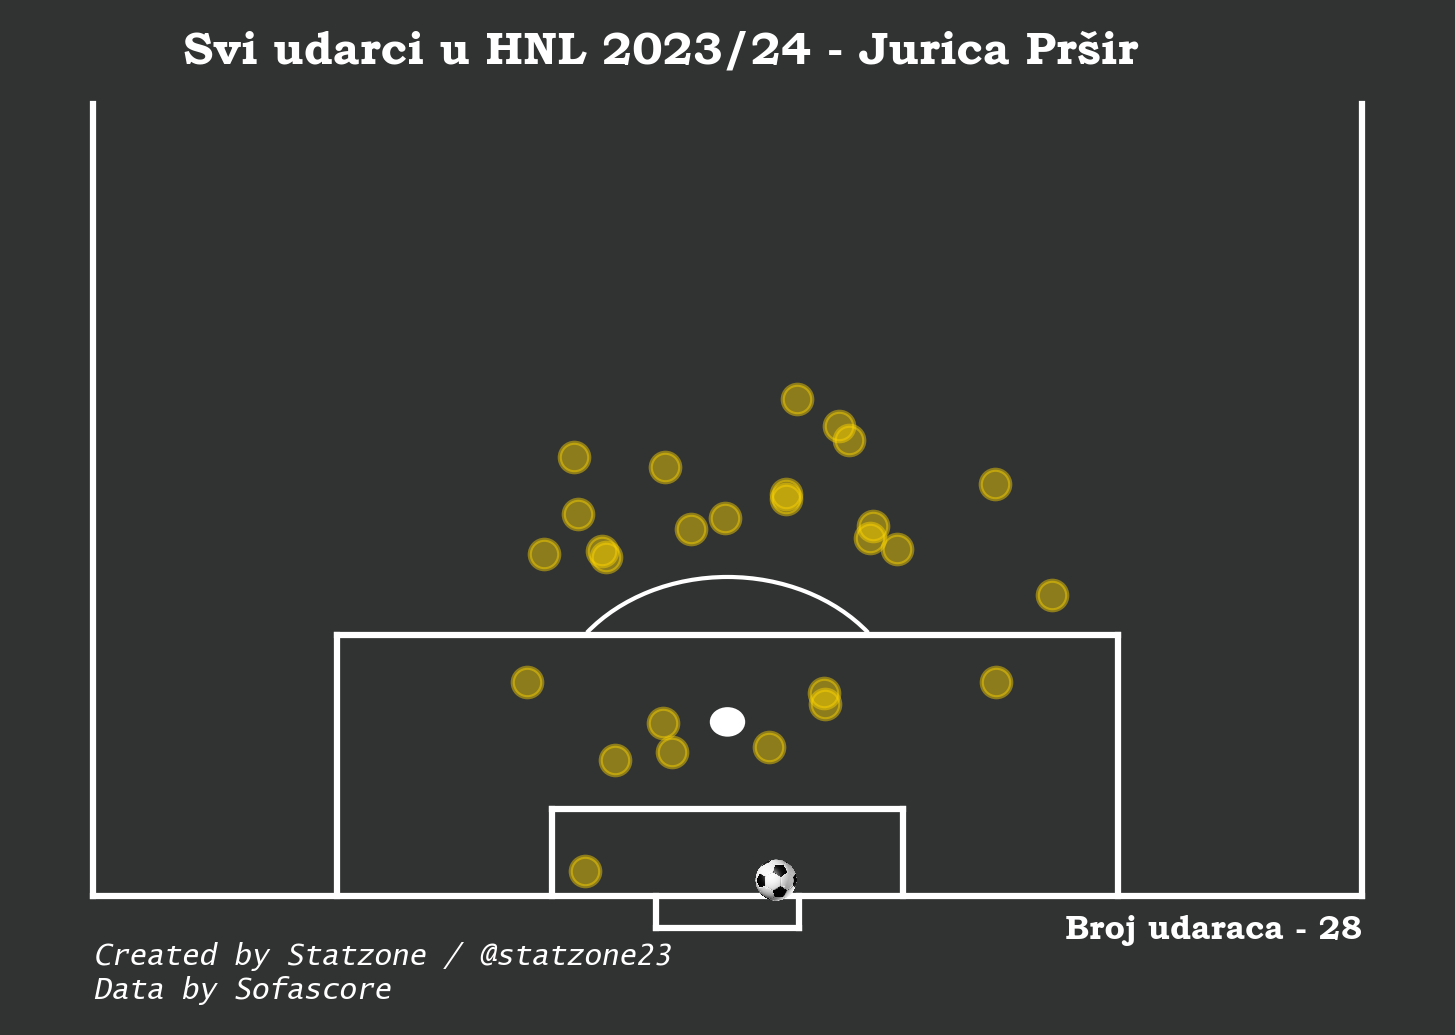 Svi udarci u HNL 2023/24 - Jurica Pršir
Broj udaraca - 28
Created by Statzone / @statzone23
Data by Sofascore